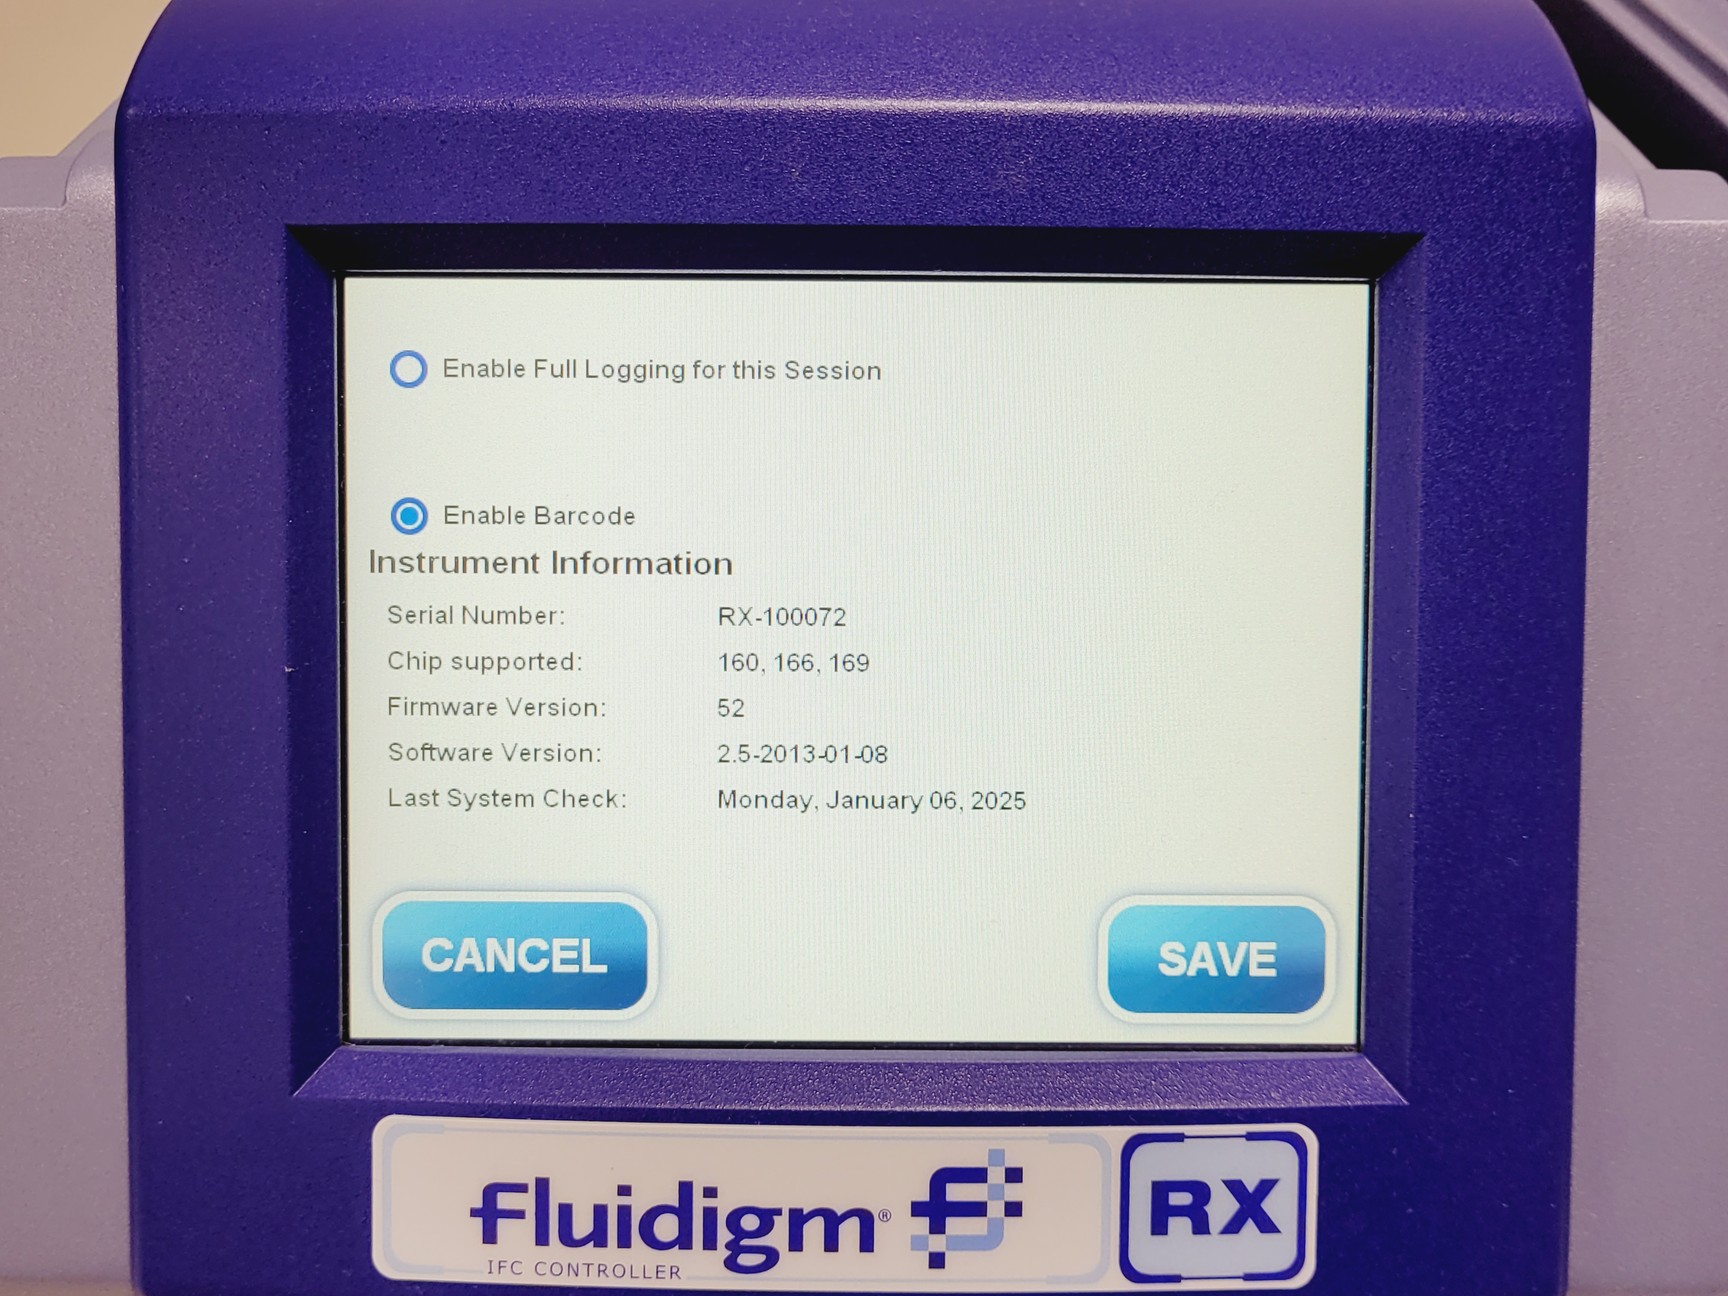 Enable Full Logging for this Session
Enable Barcode
Instrument Information
Serial Number: RX-100072
Chip supported: 160, 166, 169
Firmware Version: 52
Software Version: 2.5-2013-01-08
Last System Check: Monday, January 06, 2025
CANCEL SAVE
fluidigm® RX
IFC CONTROLLER